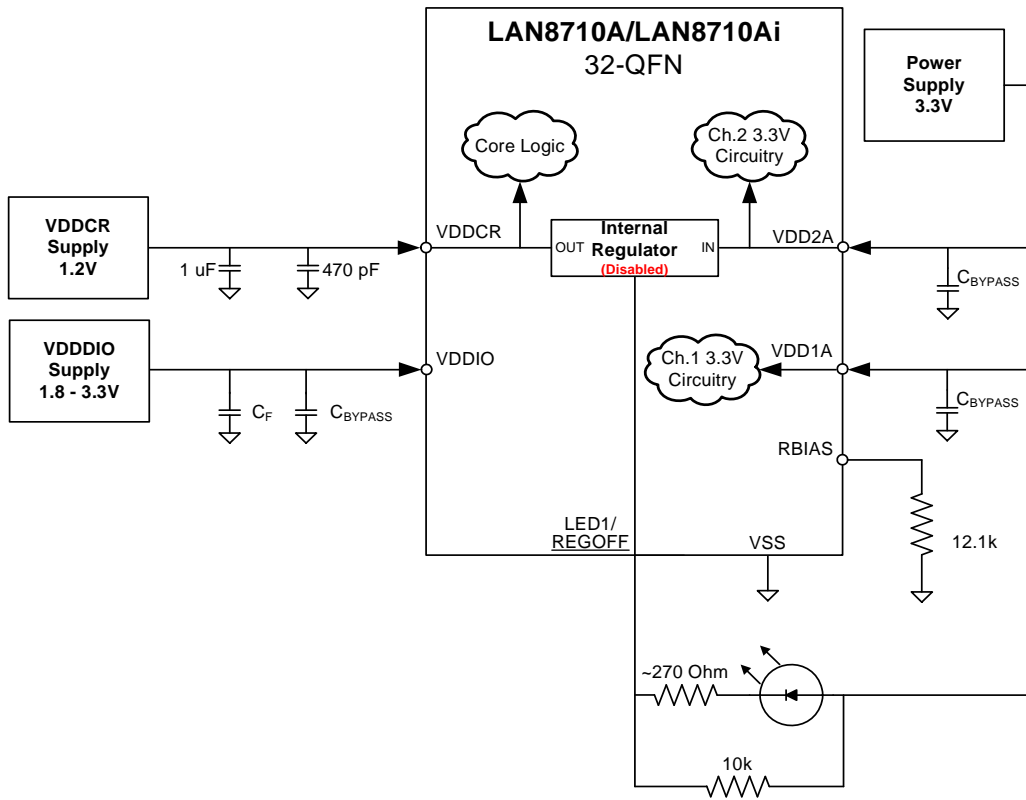 LAN8710A/LAN8710Ai
32-QFN
Power
Supply
3.3V
Core Logic
Ch.2 3.3V
Circuitry
VDDCR
Supply
1.2V
VDDCR
OUT
Internal
Regulator
(Disabled)
IN
VDD2A
1 uF
470 pF
CBYPASS
VDDDIO
Supply
1.8 - 3.3V
VDDIO
Ch.1 3.3V
Circuitry
VDD1A
CF
CBYPASS
CBYPASS
RBIAS
12.1k
LED1/
REGOFF
VSS
~270 Ohm
10k